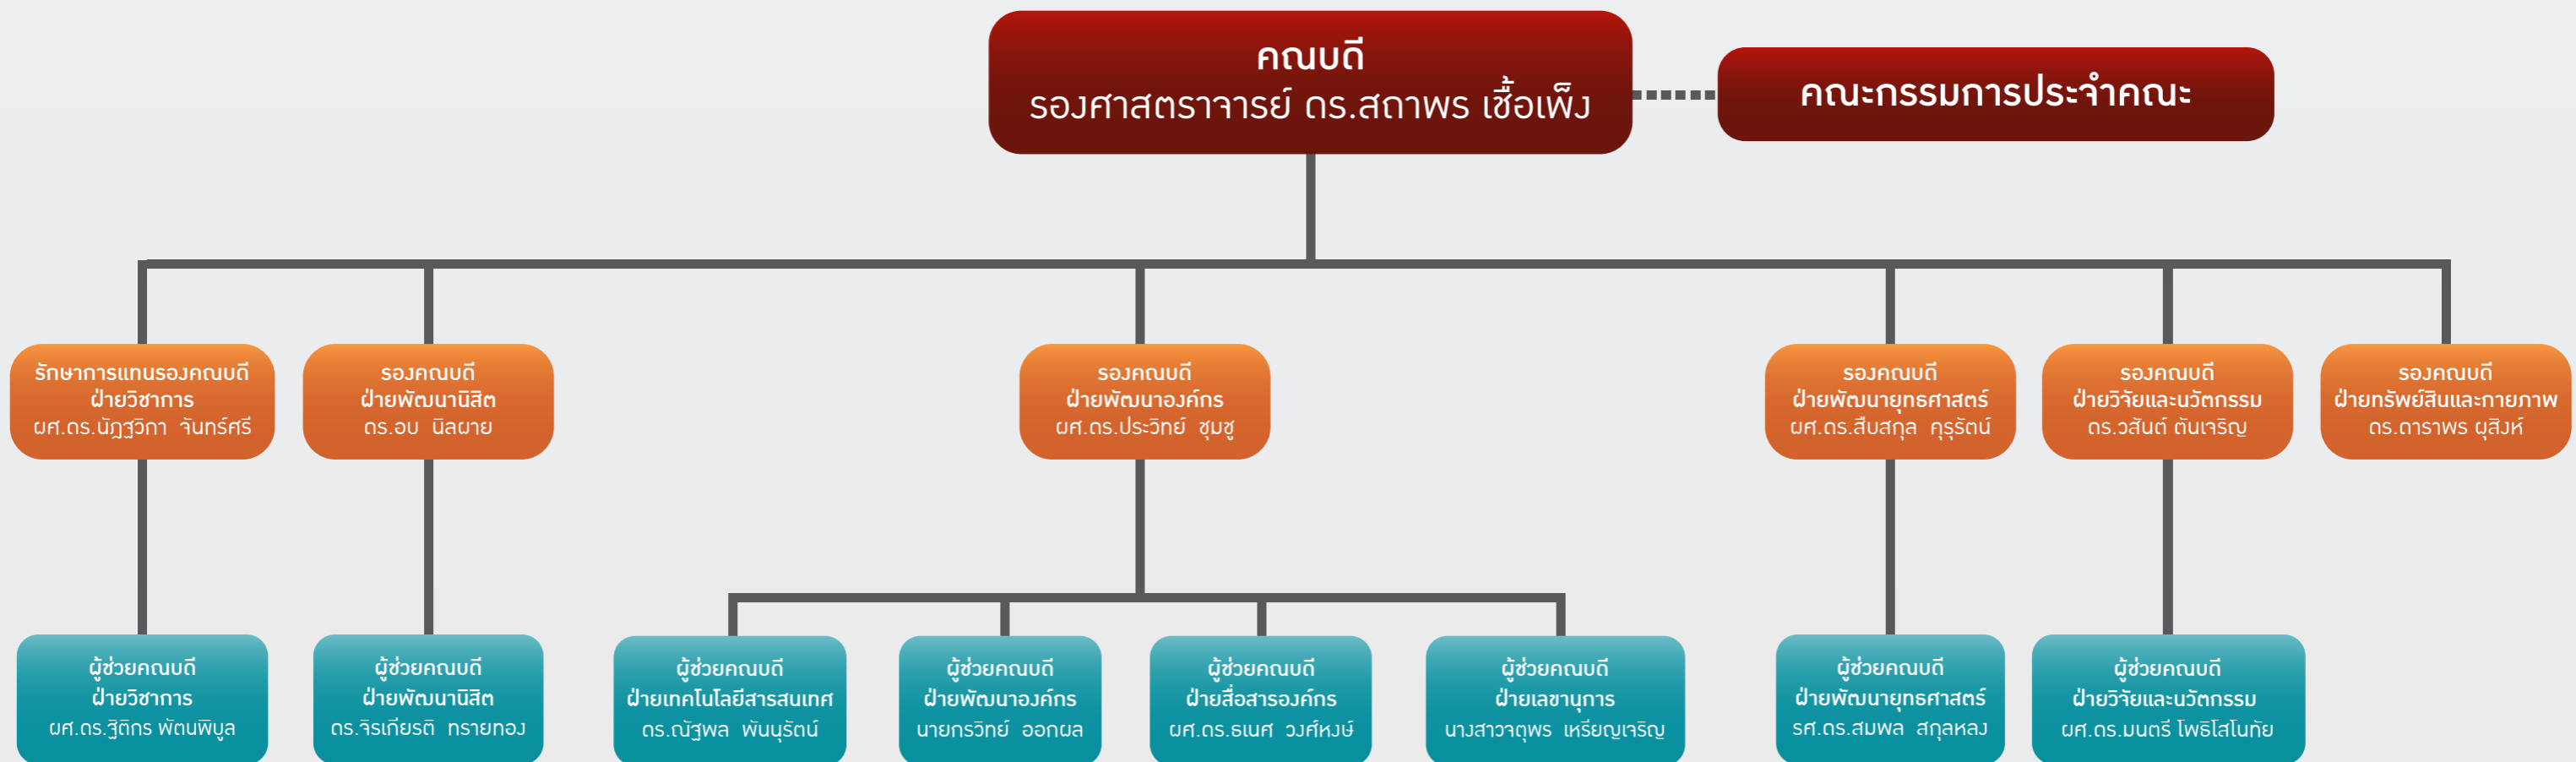 คณบดี
รองศาสตราจารย์ ดร.สถาพร เชื้อเพ็ง
คณะกรรมการประจำคณะ
รักษาการแทนรองคณบดี
ฝ่ายวิชาการ
ผศ.ดร.นัฏฐวิกา จันทร์ศรี
รองคณบดี
ฝ่ายพัฒนานิสิต
ดร.อบ นิลผาย
รองคณบดี
ฝ่ายพัฒนาองค์กร
ผศ.ดร.ประวิทย์ ชุมชู
รองคณบดี
ฝ่ายพัฒนายุทธศาสตร์
ผศ.ดร.สืบสกุล คุรุรัตน์
รองคณบดี
ฝ่ายวิจัยและนวัตกรรม
ดร.วสันต์ ตันเจริญ
รองคณบดี
ฝ่ายทรัพย์สินและกายภาพ
ดร.ดาราพร ผุสิงห์
ผู้ช่วยคณบดี
ฝ่ายวิชาการ
ผศ.ดร.ฐิติกร พัฒนพิบูล
ผู้ช่วยคณบดี
ฝ่ายพัฒนานิสิต
ดร.จิรเกียรติ ทรายทอง
ผู้ช่วยคณบดี
ฝ่ายเทคโนโลยีสารสนเทศ
ดร.ณัฐพล พันนุรัตน์
ผู้ช่วยคณบดี
ฝ่ายพัฒนาองค์กร
นายกรวิทย์ ออกผล
ผู้ช่วยคณบดี
ฝ่ายสื่อสารองค์กร
ผศ.ดร.ธเนศ วงศ์หงษ์
ผู้ช่วยคณบดี
ฝ่ายเลขานุการ
นางสาวจตุพร เหรียญเจริญ
ผู้ช่วยคณบดี
ฝ่ายพัฒนายุทธศาสตร์
รศ.ดร.สมพล สกุลหลง
ผู้ช่วยคณบดี
ฝ่ายวิจัยและนวัตกรรม
ผศ.ดร.มนตรี โพธิโสโนทัย